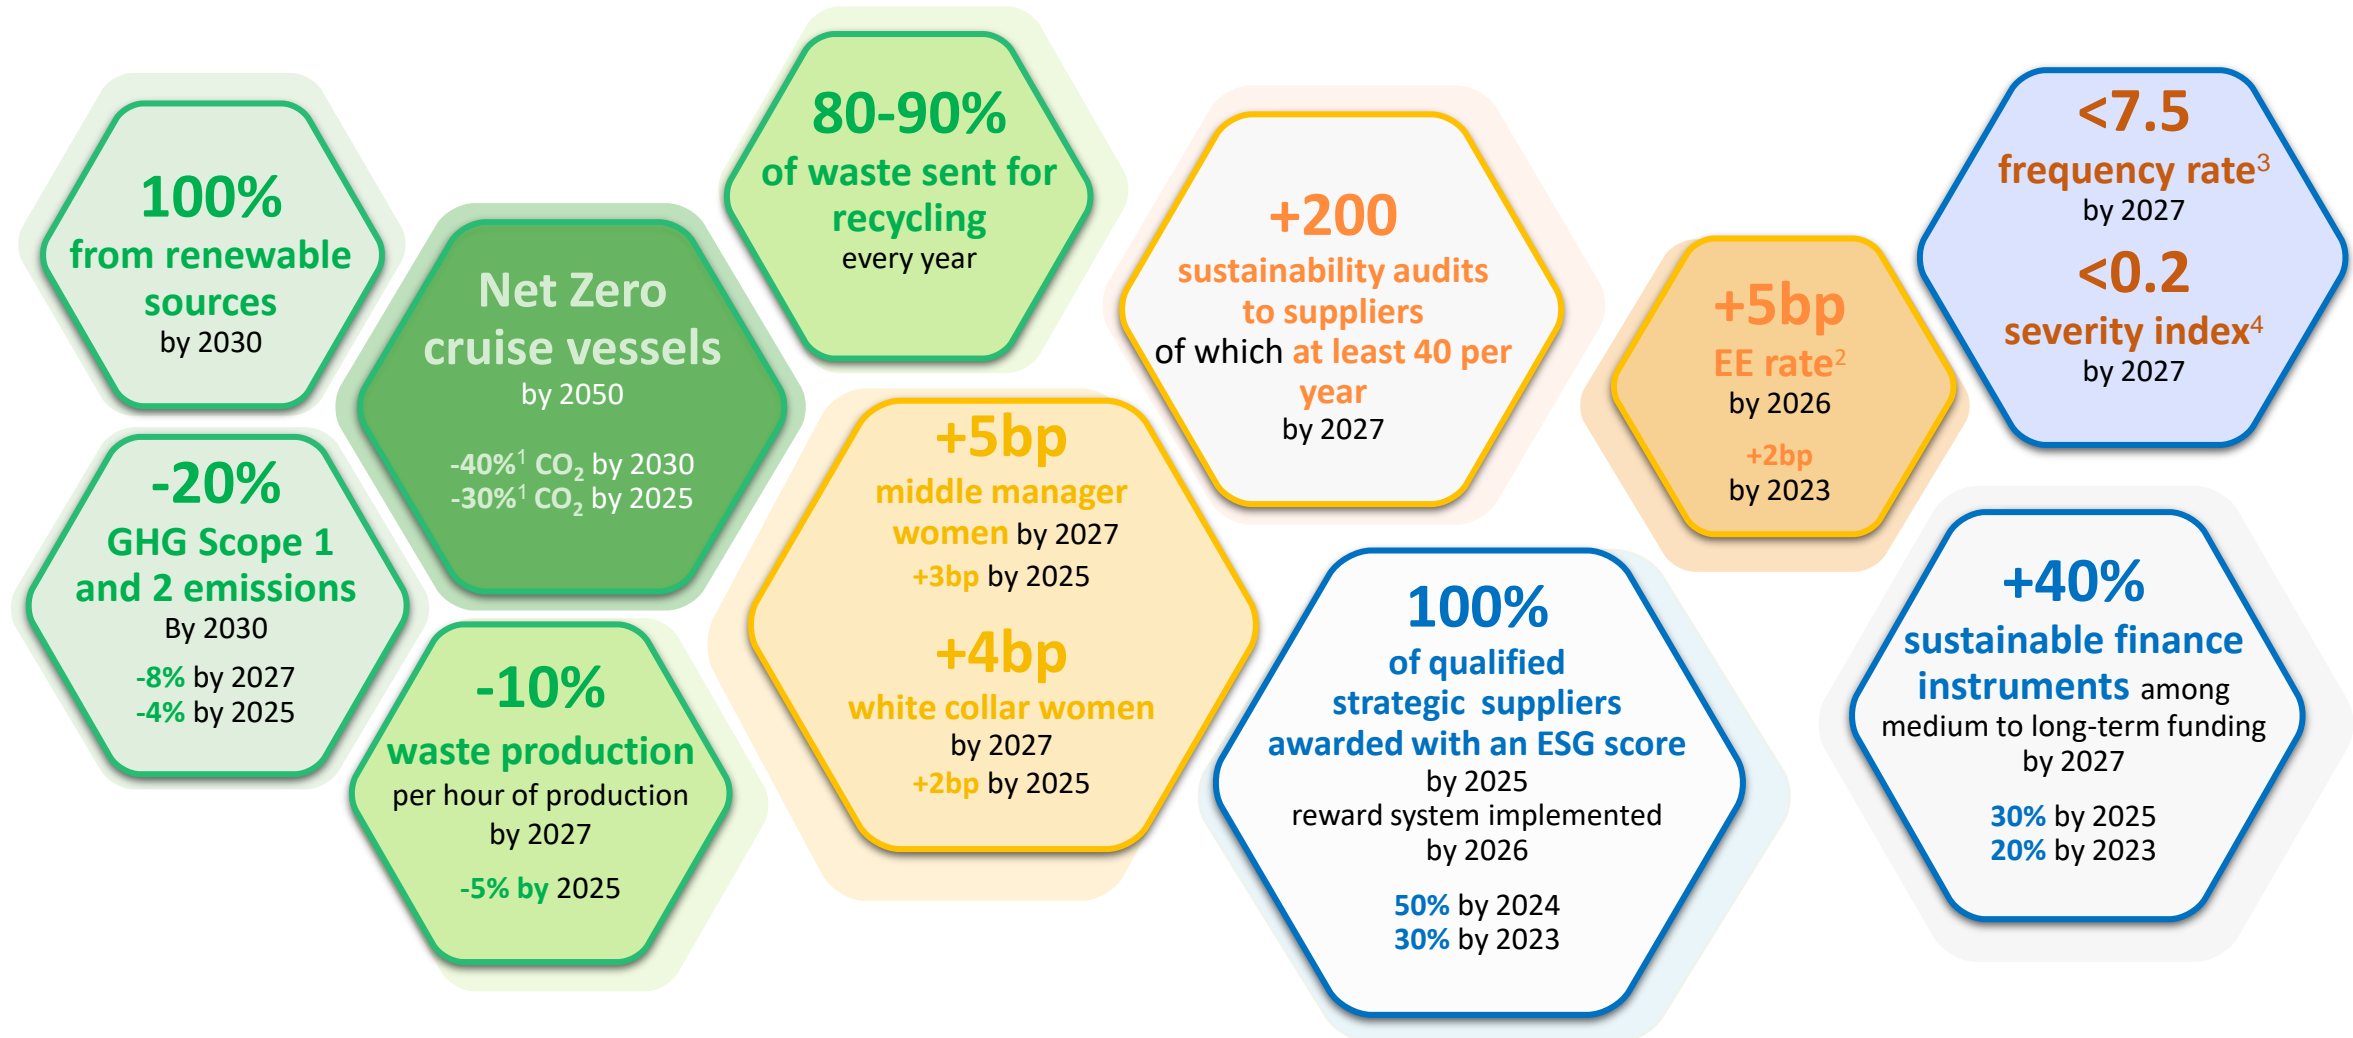 100%
from renewable
sources
by 2030
-20%
GHG Scope 1
and 2 emissions
By 2030
-8% by 2027
-4% by 2025
Net Zero
cruise vessels
by 2050
-40%¹ CO₂ by 2030
-30%¹ CO₂ by 2025
-10%
waste production
per hour of production
by 2027
-5% by 2025
80-90%
of waste sent for
recycling
every year
+5bp
middle manager
women by 2027
+3bp by 2025
+4bp
white collar women
by 2027
+2bp by 2025
+200
sustainability audits
to suppliers
of which at least 40 per
year
by 2027
100%
of qualified
strategic suppliers
awarded with an ESG score
by 2025
reward system implemented
by 2026
50% by 2024
30% by 2023
+5bp
EE rate²
by 2026
+2bp
by 2023
<7.5
frequency rate³
by 2027
<0.2
severity index⁴
by 2027
+40%
sustainable finance
instruments among
medium to long-term funding
by 2027
30% by 2025
20% by 2023